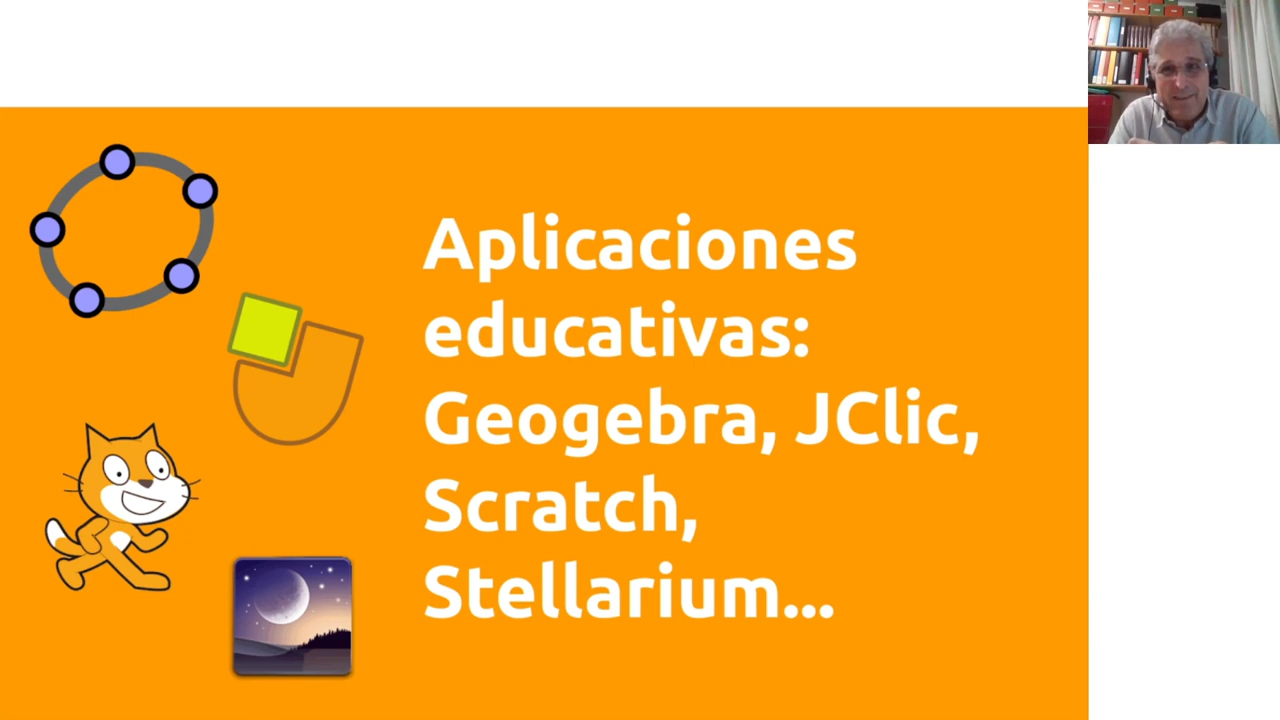 Aplicaciones
educativas:
Geogebra, JClic,
Scratch,
Stellarium...